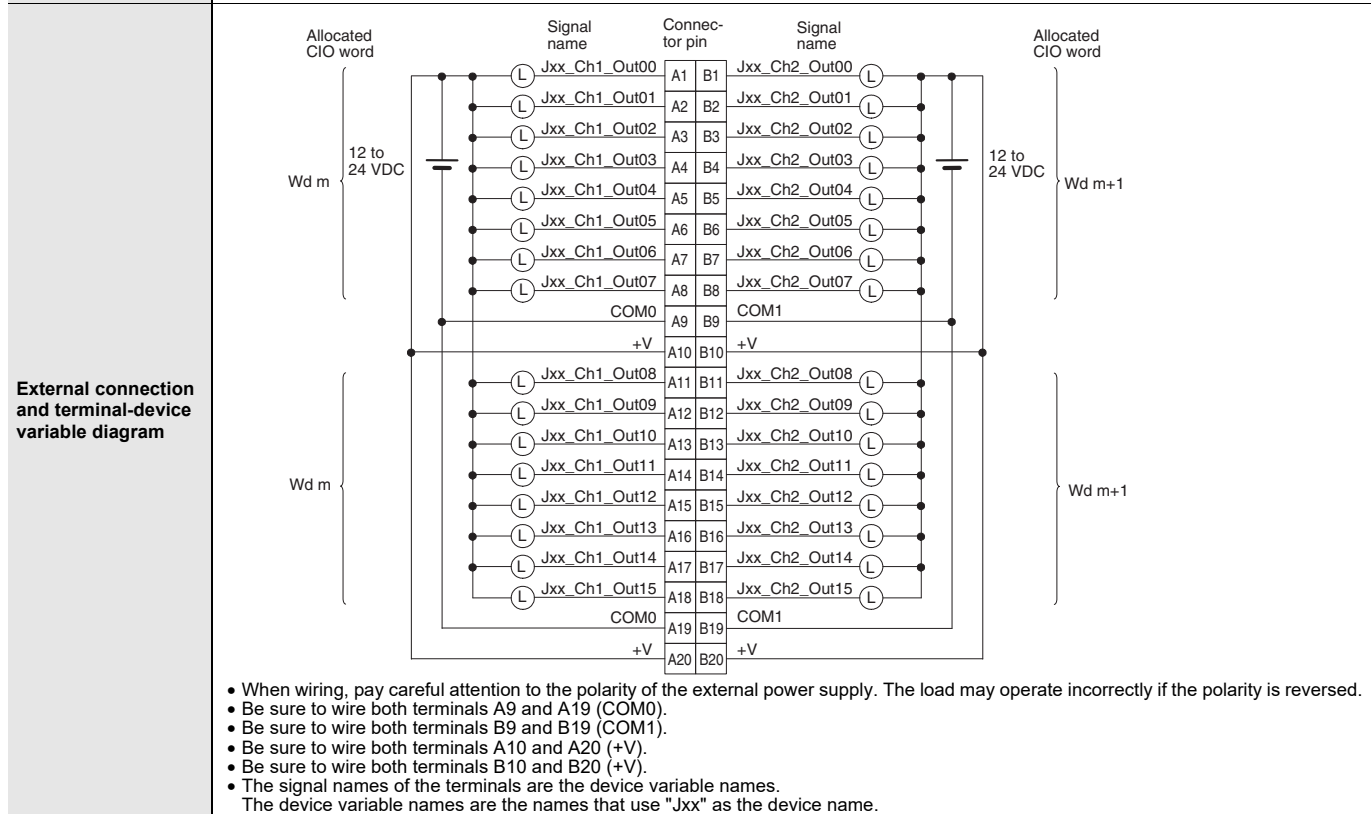 External connection
and terminal-device
variable diagram
Allocated
CIO word
Signal
name
Connec-
tor pin
Signal
name
Allocated
CIO word
L Jxx_Ch1_Out00 A1 B1 Jxx_Ch2_Out00 L
L Jxx_Ch1_Out01 A2 B2 Jxx_Ch2_Out01 L
L Jxx_Ch1_Out02 A3 B3 Jxx_Ch2_Out02 L
12 to
24 VDC
L Jxx_Ch1_Out03 A4 B4 Jxx_Ch2_Out03 L
12 to
24 VDC
Wd m
Wd m+1
L Jxx_Ch1_Out04 A5 B5 Jxx_Ch2_Out04 L
L Jxx_Ch1_Out05 A6 B6 Jxx_Ch2_Out05 L
L Jxx_Ch1_Out06 A7 B7 Jxx_Ch2_Out06 L
L Jxx_Ch1_Out07 A8 B8 Jxx_Ch2_Out07 L
COM0 A9 B9 COM1
+V A10 B10 +V
L Jxx_Ch1_Out08 A11 B11 Jxx_Ch2_Out08 L
L Jxx_Ch1_Out09 A12 B12 Jxx_Ch2_Out09 L
L Jxx_Ch1_Out10 A13 B13 Jxx_Ch2_Out10 L
L Jxx_Ch1_Out11 A14 B14 Jxx_Ch2_Out11 L
Wd m
Wd m+1
L Jxx_Ch1_Out12 A15 B15 Jxx_Ch2_Out12 L
L Jxx_Ch1_Out13 A16 B16 Jxx_Ch2_Out13 L
L Jxx_Ch1_Out14 A17 B17 Jxx_Ch2_Out14 L
L Jxx_Ch1_Out15 A18 B18 Jxx_Ch2_Out15 L
COM0 A19 B19 COM1
+V A20 B20 +V
• When wiring, pay careful attention to the polarity of the external power supply. The load may operate incorrectly if the polarity is reversed.
• Be sure to wire both terminals A9 and A19 (COM0).
• Be sure to wire both terminals B9 and B19 (COM1).
• Be sure to wire both terminals A10 and A20 (+V).
• Be sure to wire both terminals B10 and B20 (+V).
• The signal names of the terminals are the device variable names.
The device variable names are the names that use "Jxx" as the device name.